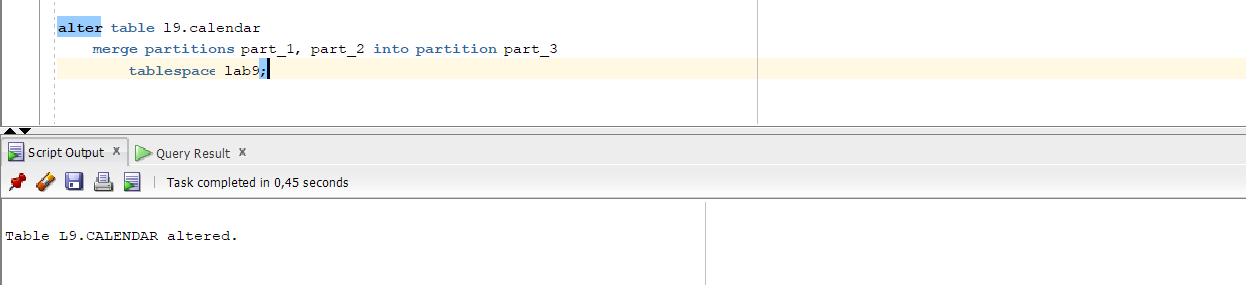 alter table l9.calendar
merge partitions part_1, part_2 into partition part_3
tablespace lab9;
Script Output x Query Result x
Task completed in 0,45 seconds
Table L9.CALENDAR altered.